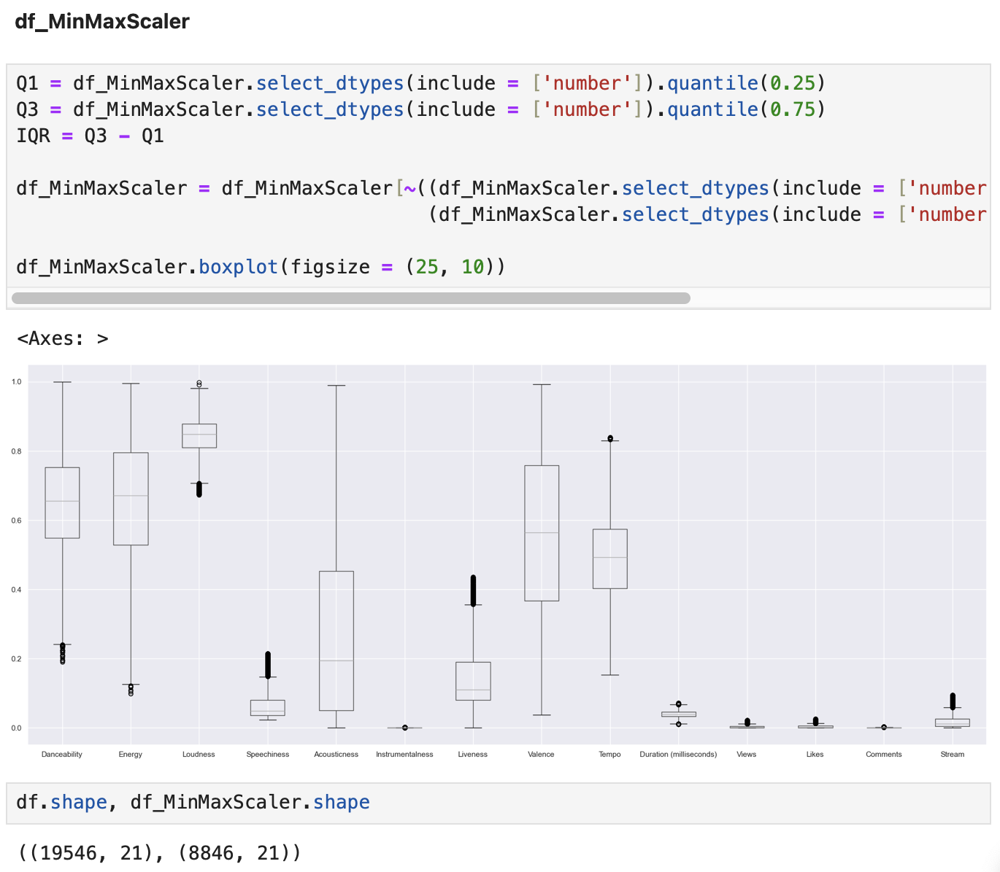 df_MinMaxScaler
Q1 = df_MinMaxScaler.select_dtypes(include = ['number']).quantile(0.25)
Q3 = df_MinMaxScaler.select_dtypes(include = ['number']).quantile(0.75)
IQR = Q3 - Q1
df_MinMaxScaler = df_MinMaxScaler[~((df_MinMaxScaler.select_dtypes(include = ['number
(df_MinMaxScaler.select_dtypes(include = ['number
df_MinMaxScaler.boxplot(figsize = (25, 10))
<Axes: >
1.0
0.8
0.6
0.4
0.2
0.0
Danceability Energy Loudness Speechiness Acousticness Instrumentalness Liveness Valence Tempo Duration (milliseconds) Views Likes Comments Stream
df.shape, df_MinMaxScaler.shape
((19546, 21), (8846, 21))